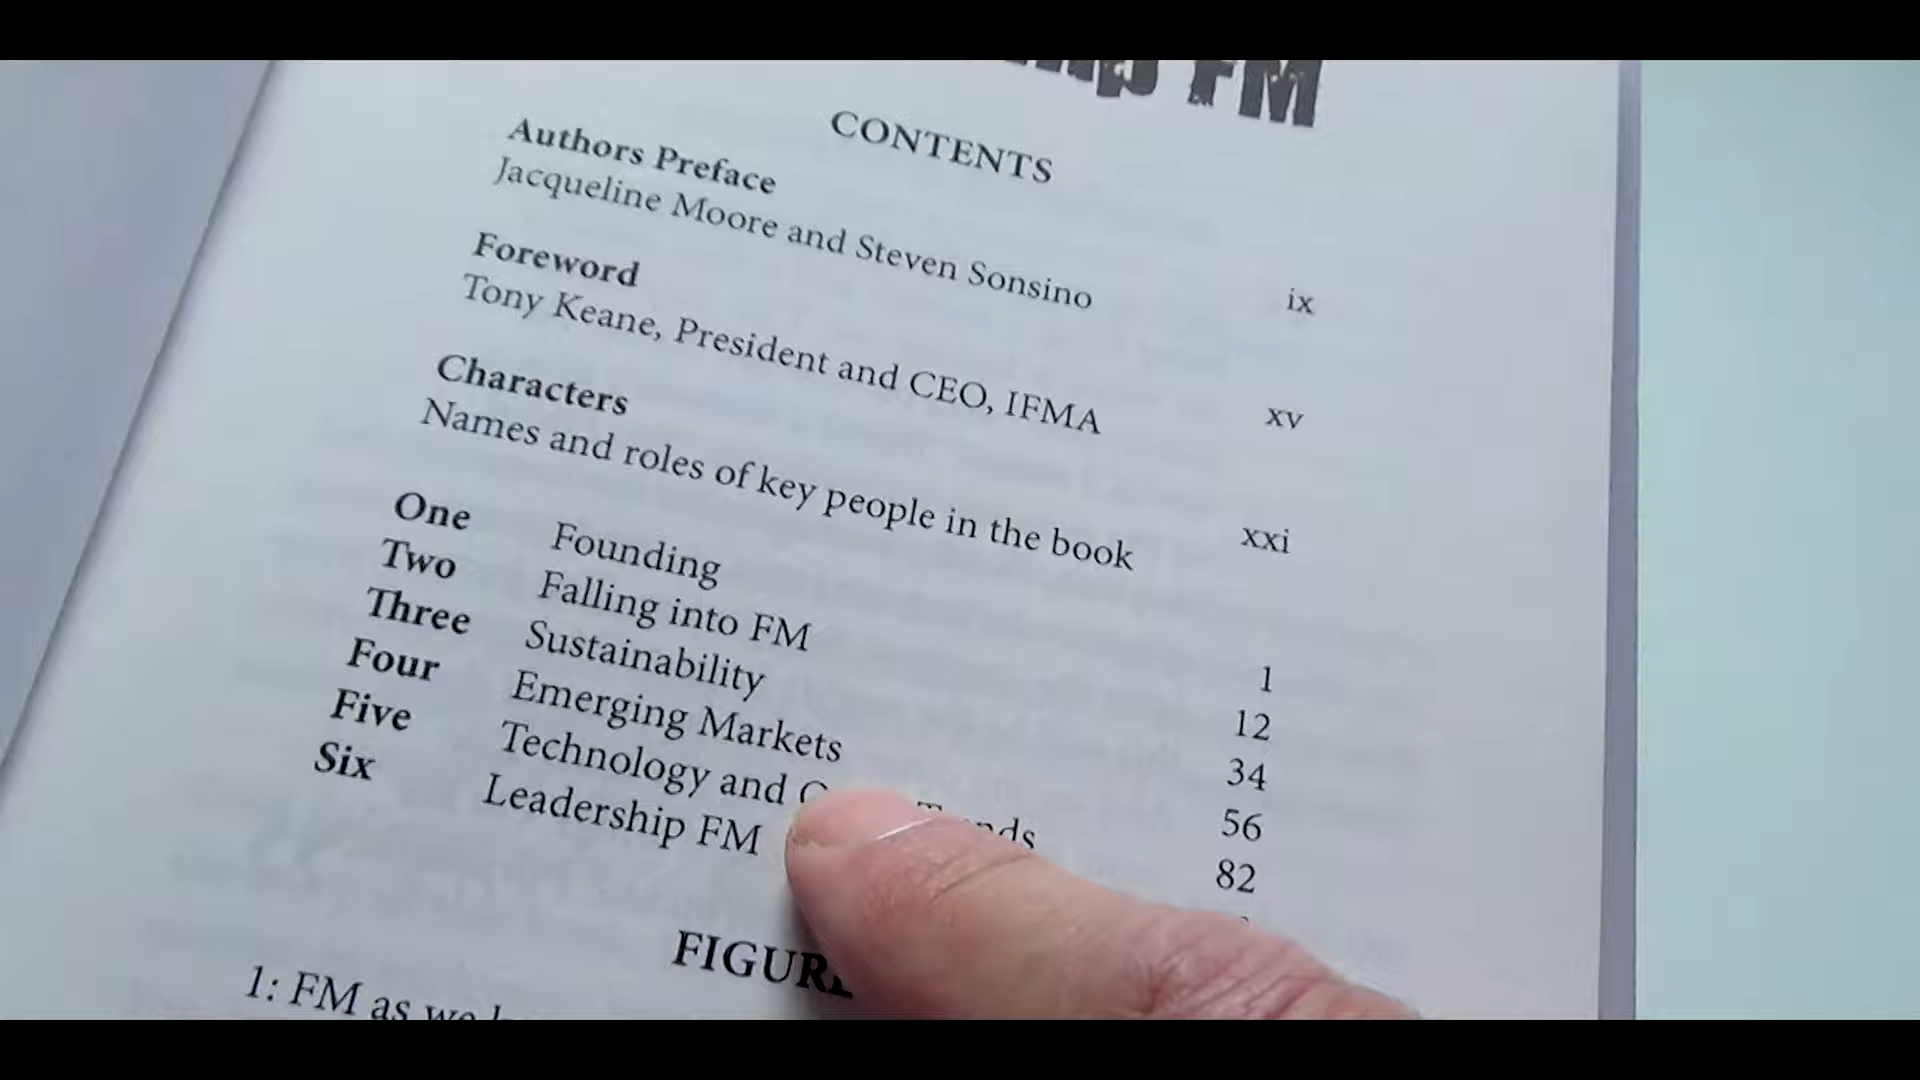 FM
CONTENTS
Authors Preface
Jacqueline Moore and Steven Sonsino ix
Foreword
Tony Keane, President and CEO, IFMA xv
Characters
Names and roles of key people in the book xxi
One Founding 1
Two Falling into FM 12
Three Sustainability 34
Four Emerging Markets 56
Five Technology and 82
Six Leadership FM
1: FM as we